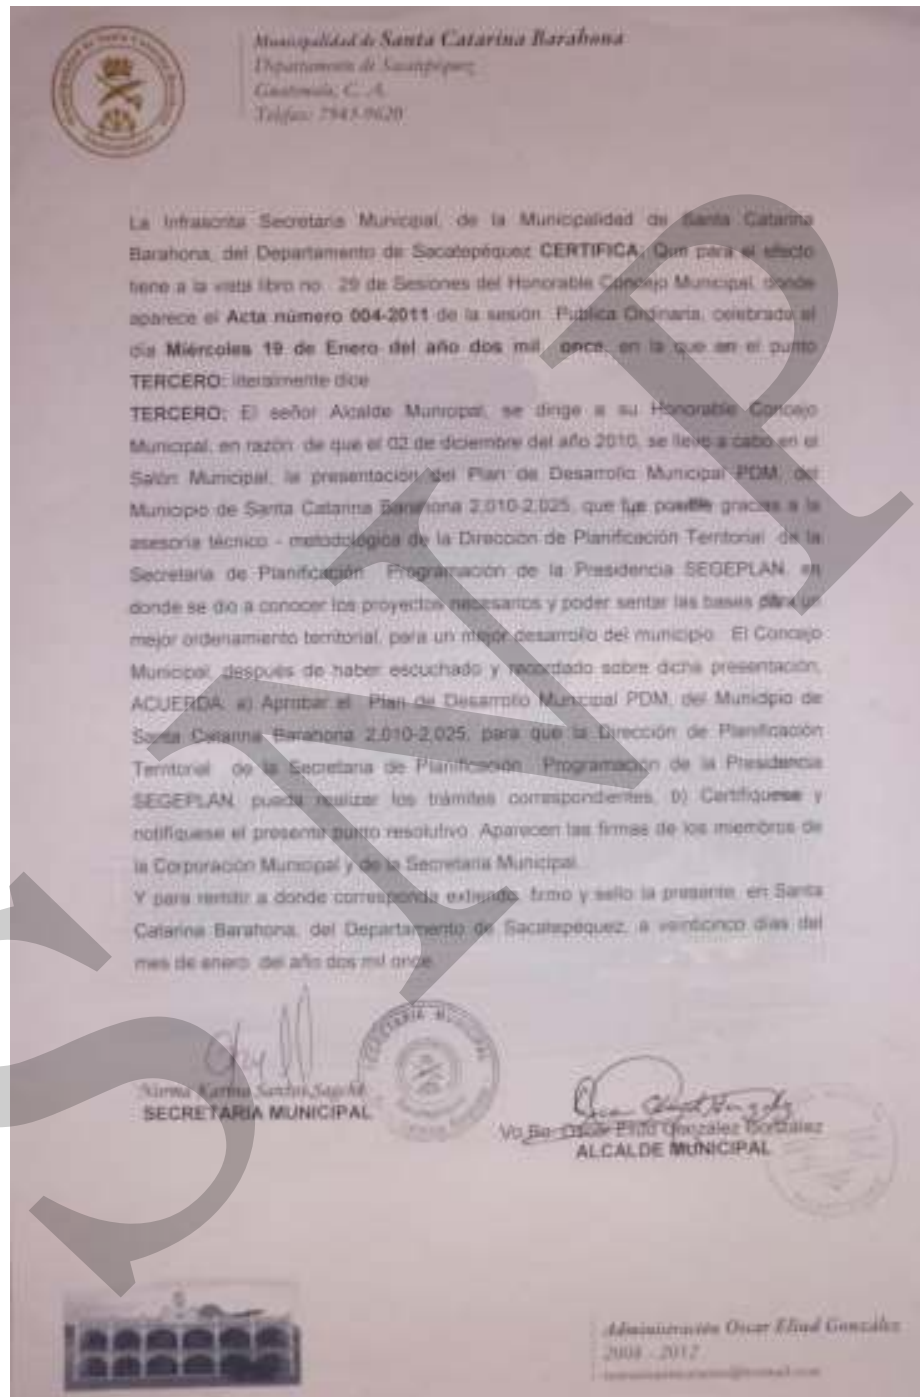 Municipalidad de Santa Catarina Barahona
Departamento de Sacatepéquez
Guatemala, C. A.
Telefax: 7943-9620
La Infrascrita Secretaria Municipal, de la Municipalidad de Santa Catarina
Barahona, del Departamento de Sacatepéquez CERTIFICA: Que para el efecto
tiene a la vista libro no. 29 de Sesiones del Honorable Concejo Municipal, donde
aparece el Acta número 004-2011 de la sesión Publica Ordinaria, celebrada el
día Miércoles 19 de Enero del año dos mil once, en la que en el punto
TERCERO: literalmente dice
TERCERO: El señor Alcalde Municipal, se dirige a su Honorable Concejo
Municipal, en razón de que el 02 de diciembre del año 2010, se llevo a cabo en el
Salón Municipal, la presentación del Plan de Desarrollo Municipal PDM, del
Municipio de Santa Catarina Barahona 2,010-2,025, que fue posible gracias a la
asesoría técnico - metodológica de la Dirección de Planificación Territorial de la
Secretaria de Planificación Programación de la Presidencia SEGEPLAN, en
donde se dio a conocer los proyectos necesarios y poder sentar las bases para un
mejor ordenamiento territorial, para un mejor desarrollo del municipio. El Concejo
Municipal, después de haber escuchado y recordado sobre dicha presentación,
ACUERDA: a) Aprobar el Plan de Desarrollo Municipal PDM, del Municipio de
Santa Catarina Barahona 2,010-2,025, para que la Dirección de Planificación
Territorial de la Secretaria de Planificación Programación de la Presidencia
SEGEPLAN, pueda realizar los trámites correspondientes, b) Certifíquese y
notifíquese el presente punto resolutivo. Aparecen las firmas de los miembros de
la Corporación Municipal y de la Secretaria Municipal.
Y para remitir a donde corresponda extiendo, firmo y sello la presente, en Santa
Catarina Barahona, del Departamento de Sacatepéquez, a veinticinco días del
mes de enero del año dos mil once.
SECRETARIA MUNICIPAL
Norma Karina Santos
SECRETARIA MUNICIPAL
Vo.Bo. Oscar Eliú González González
ALCALDE MUNICIPAL
Administración Oscar Eliud González
2008 - 2012
SNP